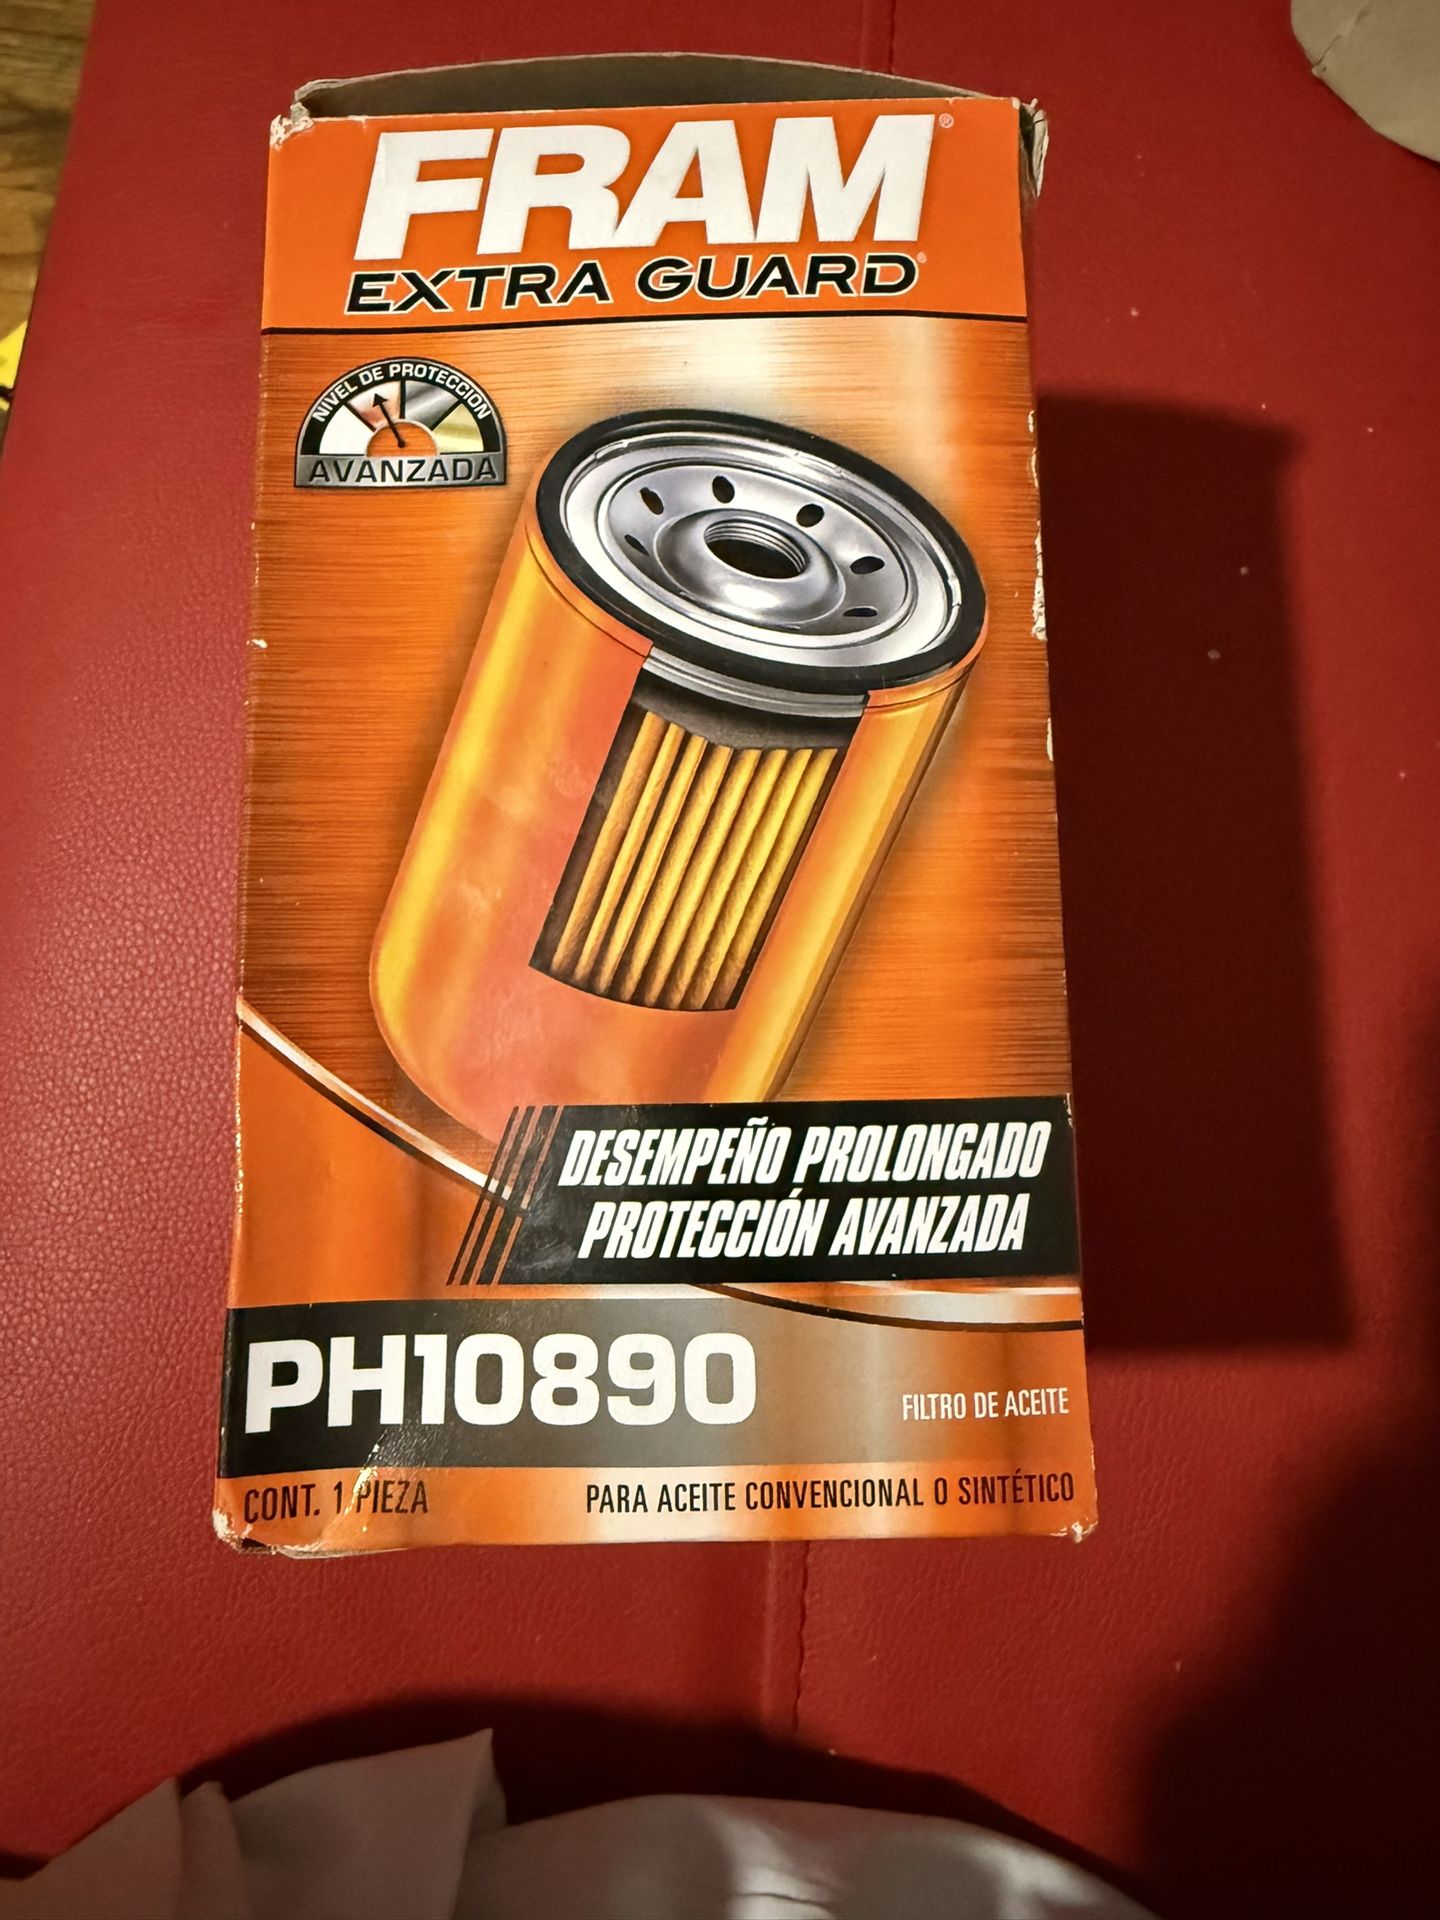 FRAM®
EXTRA GUARD®
NIVEL DE PROTECCION
AVANZADA
DESEMPEÑO PROLONGADO
PROTECCIÓN AVANZADA
PH10890
FILTRO DE ACEITE
CONT. 1 PIEZA
PARA ACEITE CONVENCIONAL O SINTÉTICO